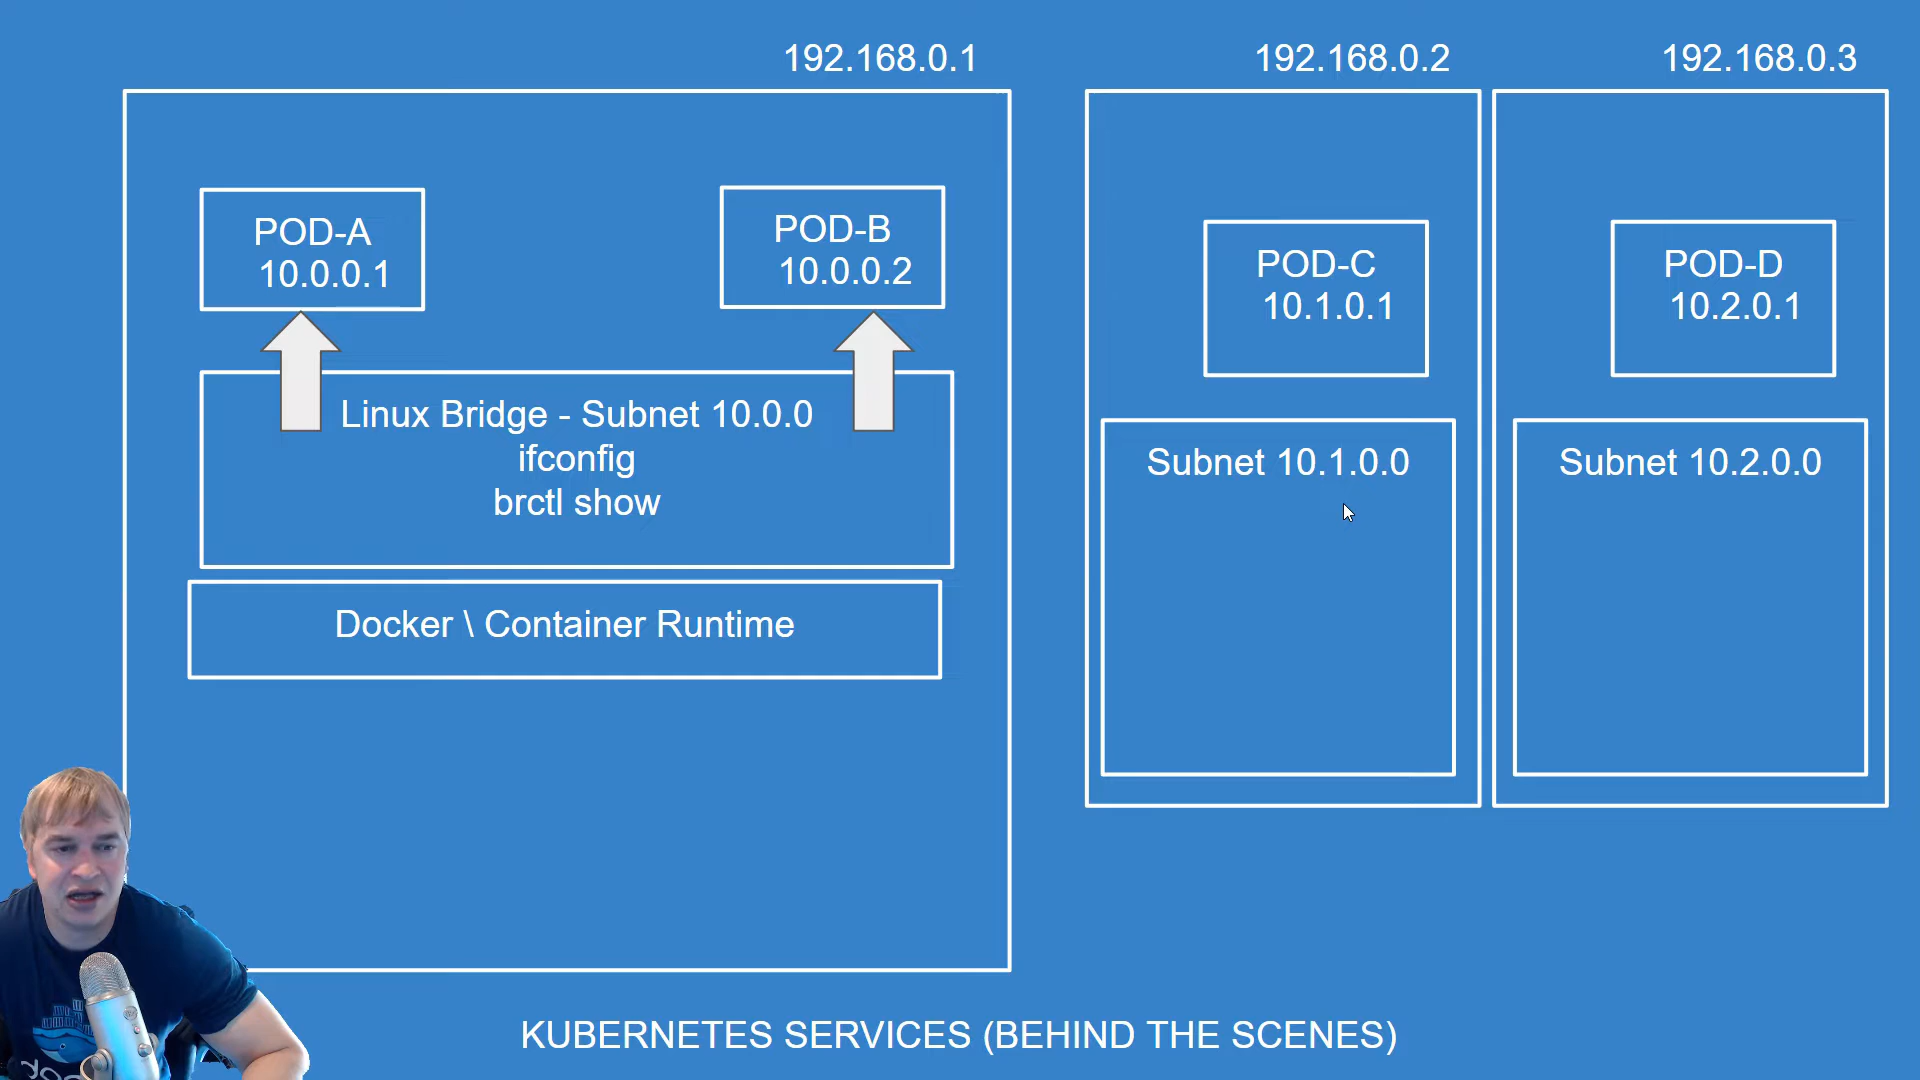 192.168.0.1
192.168.0.2
192.168.0.3
POD-A
10.0.0.1
POD-B
10.0.0.2
POD-C
10.1.0.1
POD-D
10.2.0.1
Linux Bridge - Subnet 10.0.0
ifconfig
brctl show
Subnet 10.1.0.0
Subnet 10.2.0.0
Docker \ Container Runtime
KUBERNETES SERVICES (BEHIND THE SCENES)